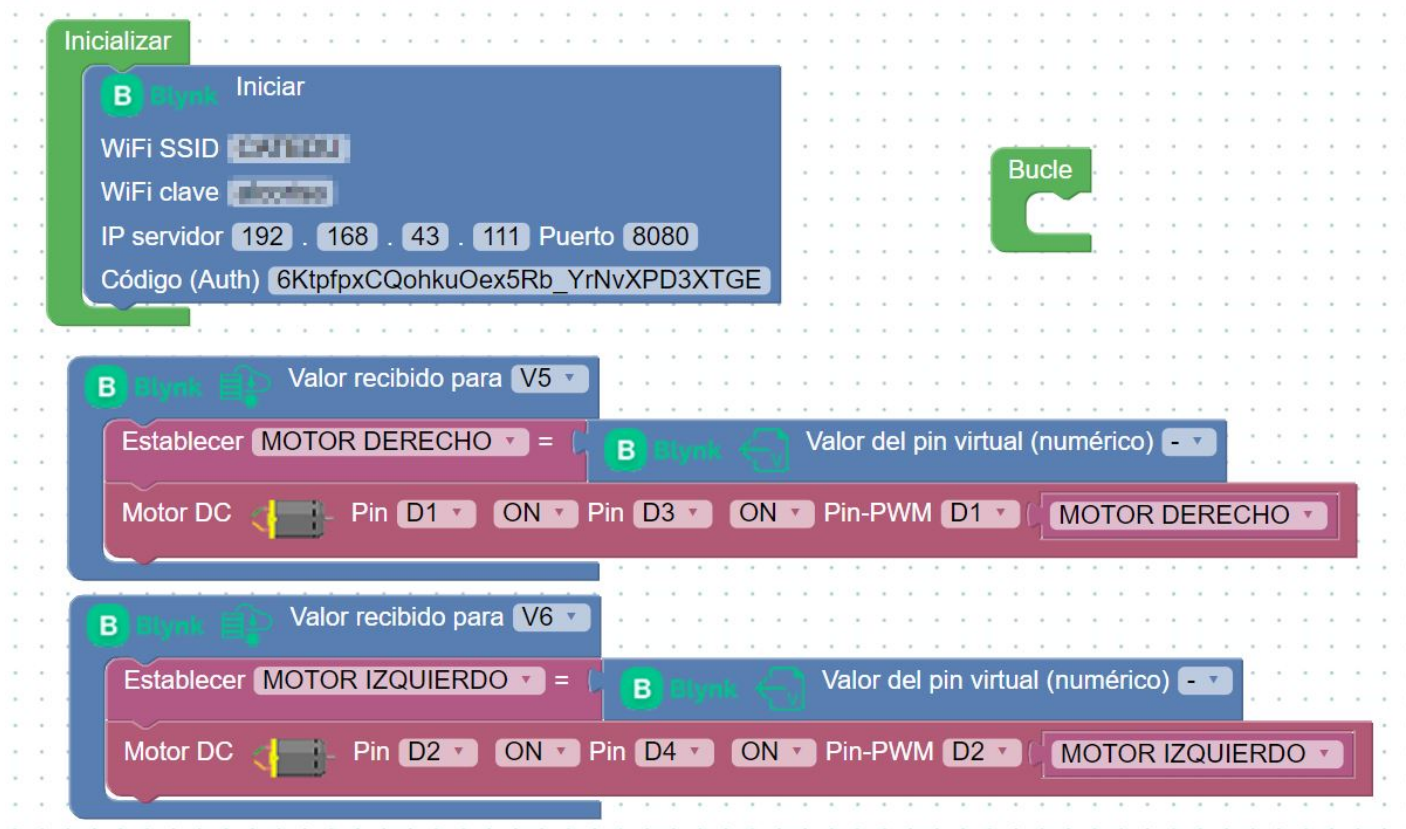 Inicializar
B Blynk Iniciar
WiFi SSID
WiFi clave
IP servidor 192 . 168 . 43 . 111 Puerto 8080
Código (Auth) 6KtpfpxCQohkuOex5Rb_YrNvXPD3XTGE
Bucle
B Blynk Valor recibido para V5
Establecer MOTOR DERECHO = B Blynk V Valor del pin virtual (numérico) -
Motor DC Pin D1 ON Pin D3 ON Pin-PWM D1 MOTOR DERECHO
B Blynk Valor recibido para V6
Establecer MOTOR IZQUIERDO = B Blynk V Valor del pin virtual (numérico) -
Motor DC Pin D2 ON Pin D4 ON Pin-PWM D2 MOTOR IZQUIERDO